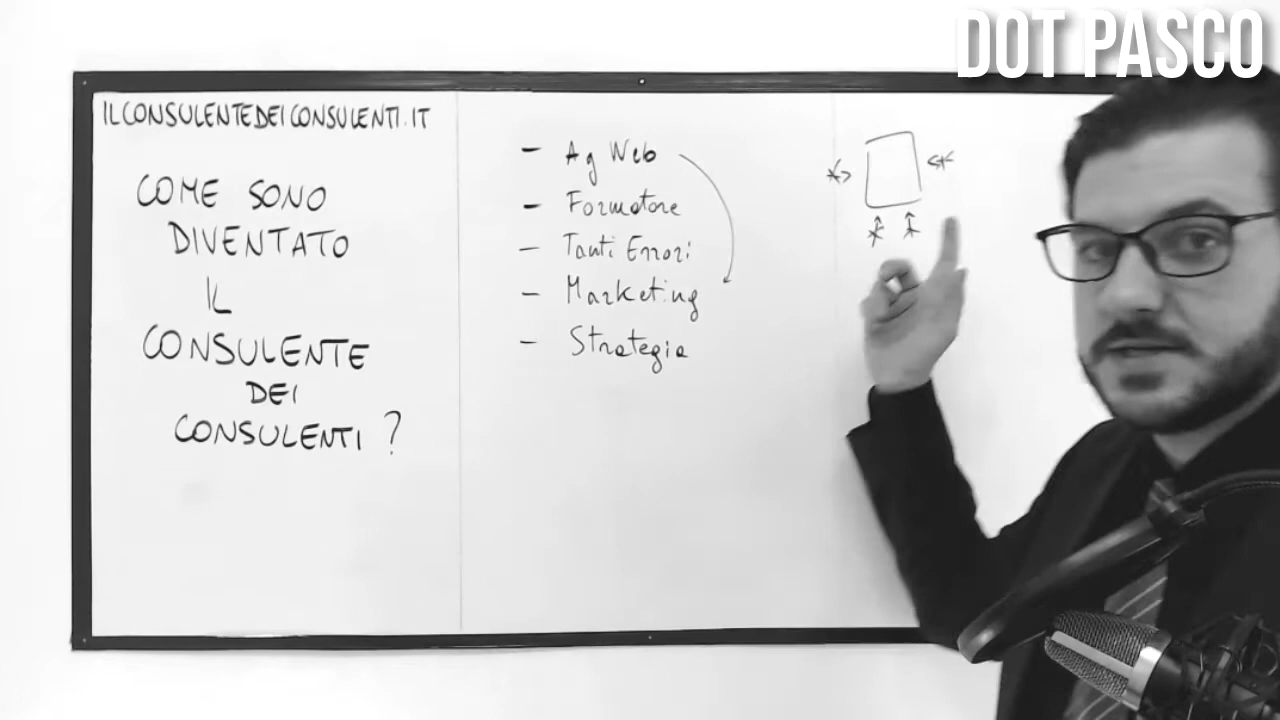 DOT PASCO
ILCONSULENTEDEICONSULENTI.IT
COME SONO
DIVENTATO
IL
CONSULENTE
DEI
CONSULENTI ?
- Ag Web
- Formatore
- Tanti Errori
- Marketing
- Strategia